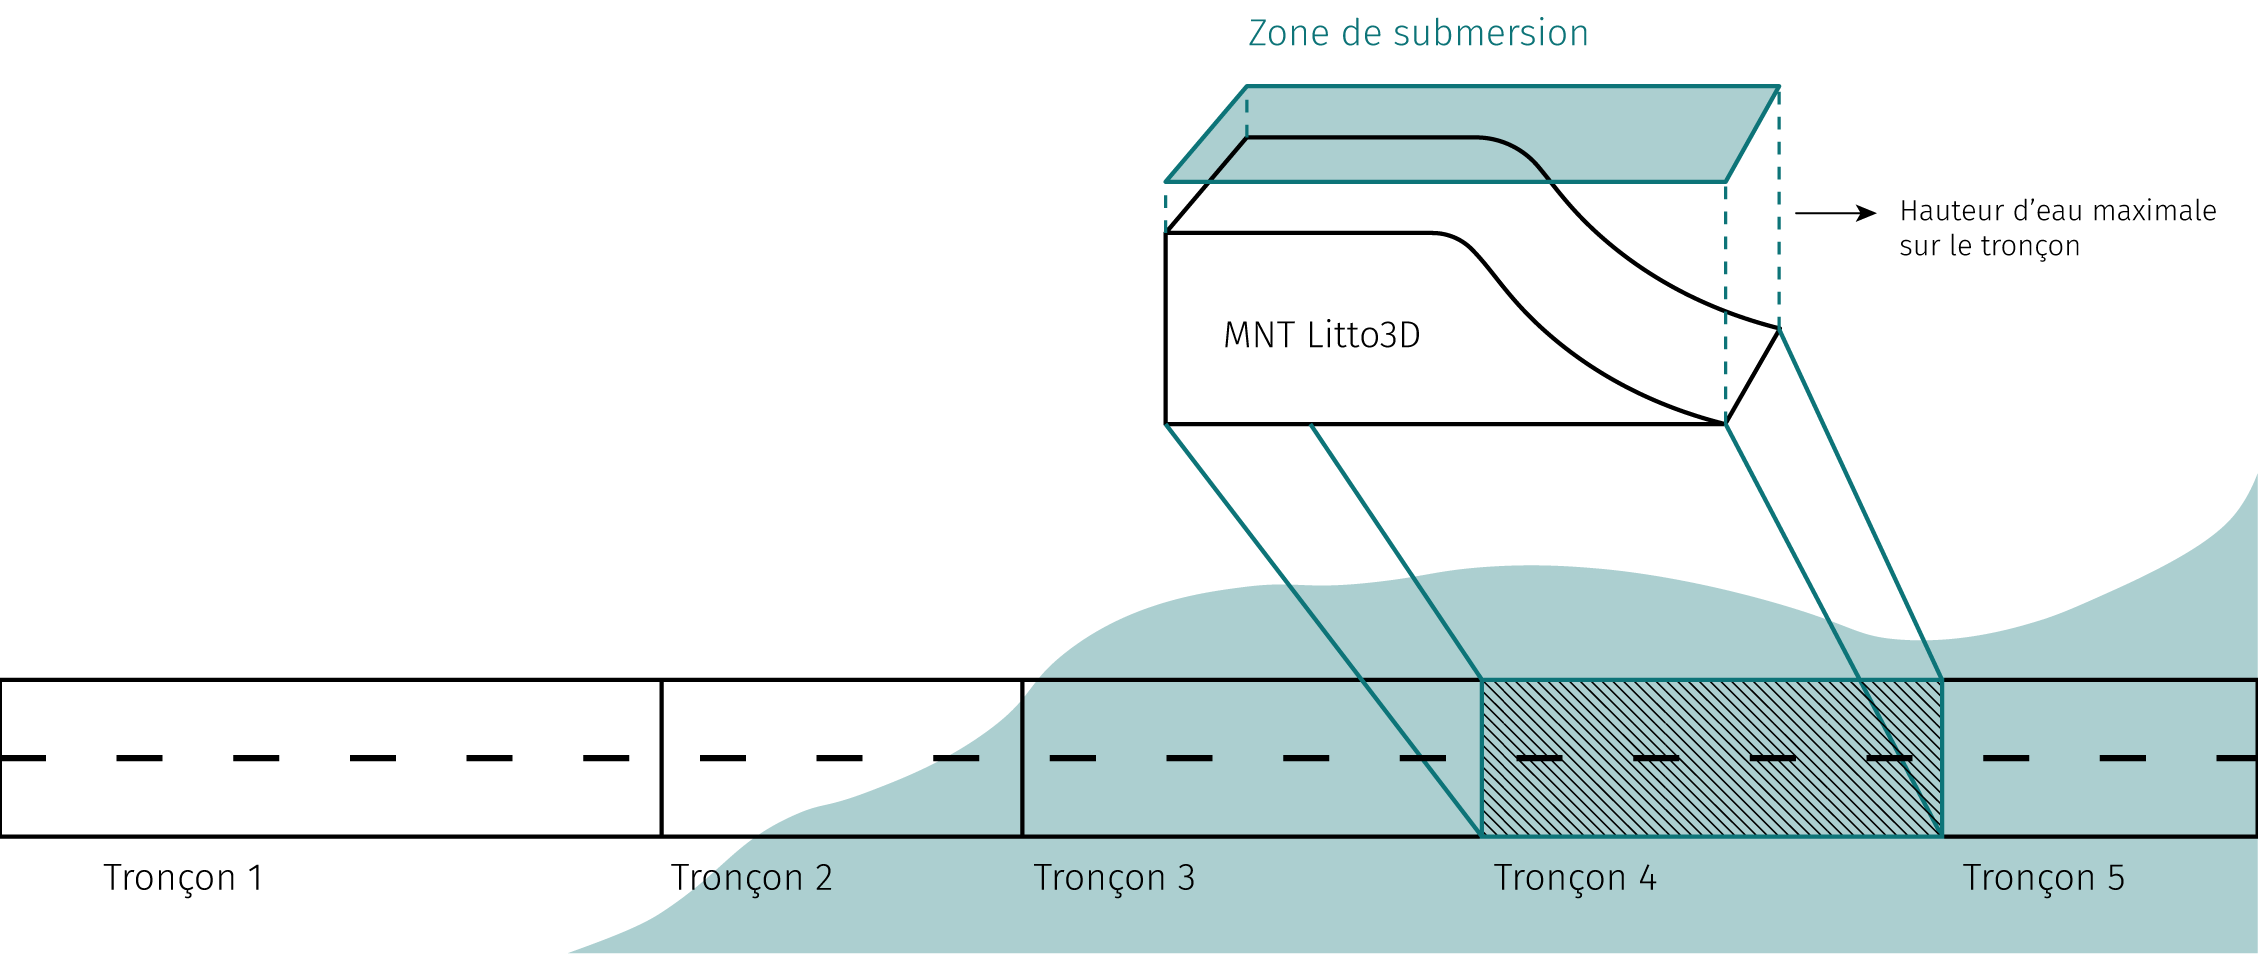 Zone de submersion
Hauteur d’eau maximale
sur le tronçon
MNT Litto3D
Tronçon 1
Tronçon 2
Tronçon 3
Tronçon 4
Tronçon 5